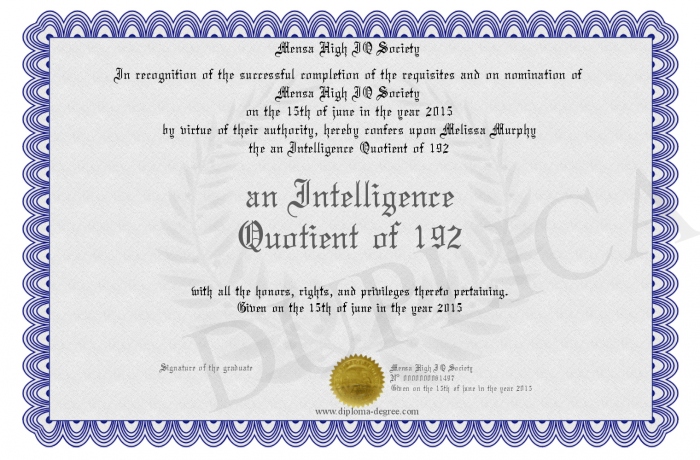 Mensa High IQ Society
In recognition of the successful completion of the requisites and on nomination of
Mensa High IQ Society
on the 15th of june in the year 2015
by virtue of their authority, hereby confers upon Melissa Murphy
the an Intelligence Quotient of 192
an Intelligence
Quotient of 192
with all the honors, rights, and privileges thereto pertaining.
Given on the 15th of june in the year 2015
DUPLICA
Signature of the graduate
Mensa High IQ Society
Nº 0000000091497
Given on the 15th of june in the year 2015
www.diploma-degree.com